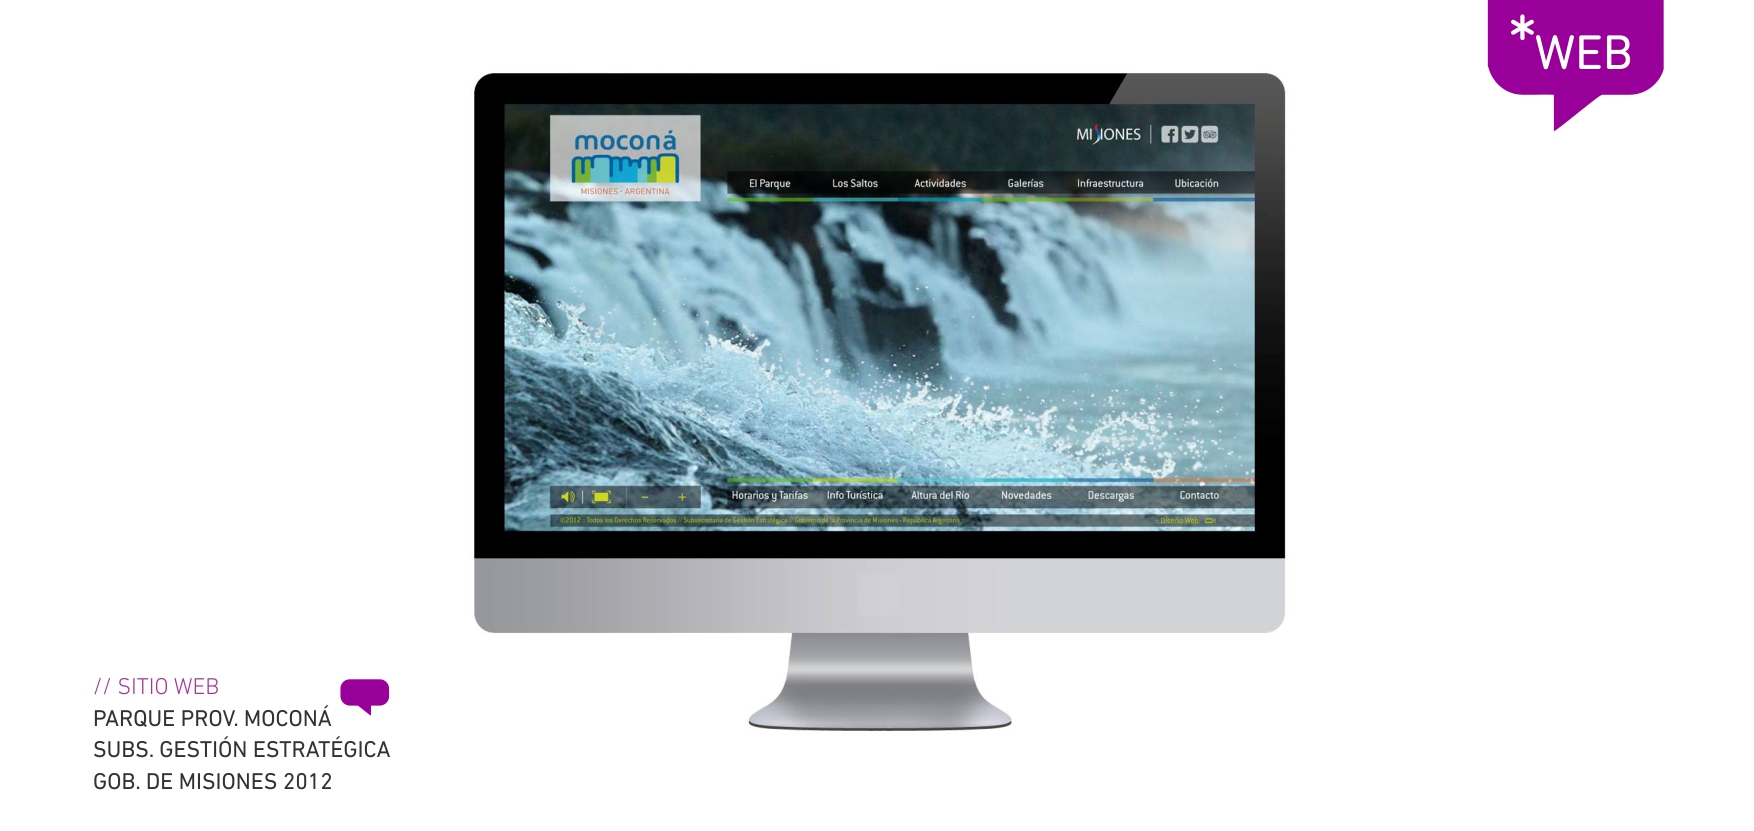 *WEB
moconá
MISIONES - ARGENTINA
MISIONES
El Parque Los Saltos Actividades Galerías Infraestructura Ubicación
Horarios y Tarifas Info Turística Altura del Río Novedades Descargas Contacto
©2012 - Todos los Derechos Reservados // Subsecretaría de Gestión Estratégica // Gobierno de la Provincia de Misiones - República Argentina
Diseño Web
// SITIO WEB
PARQUE PROV. MOCONÁ
SUBS. GESTIÓN ESTRATÉGICA
GOB. DE MISIONES 2012